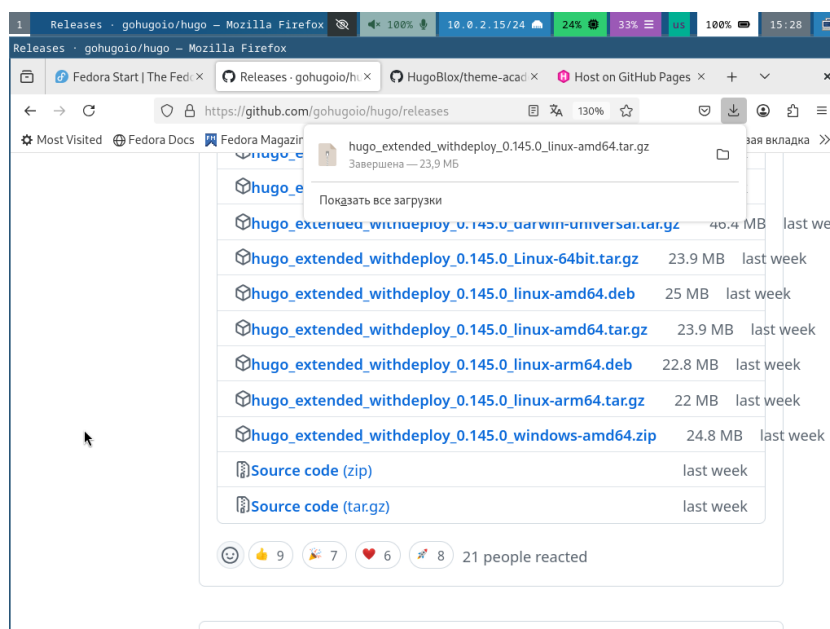 1 Releases · gohugoio/hugo — Mozilla Firefox 100% 10.0.2.15/24 24% 33% us 100% 15:28
Releases · gohugoio/hugo — Mozilla Firefox
Fedora Start | The Fed Releases · gohugoio/hu HugoBlox/theme-acad Host on GitHub Pages
https://github.com/gohugoio/hugo/releases 130%
Most Visited Fedora Docs Fedora Magazin вая вкладка
hugo_extended_withdeploy_0.145.0_linux-amd64.tar.gz
Завершена — 23,9 МБ
Показать все загрузки
hugo_e
hugo_e
hugo_extended_withdeploy_0.145.0_darwin-universal.tar.gz 46.4 MB last we
hugo_extended_withdeploy_0.145.0_Linux-64bit.tar.gz 23.9 MB last week
hugo_extended_withdeploy_0.145.0_linux-amd64.deb 25 MB last week
hugo_extended_withdeploy_0.145.0_linux-amd64.tar.gz 23.9 MB last week
hugo_extended_withdeploy_0.145.0_linux-arm64.deb 22.8 MB last week
hugo_extended_withdeploy_0.145.0_linux-arm64.tar.gz 22 MB last week
hugo_extended_withdeploy_0.145.0_windows-amd64.zip 24.8 MB last week
Source code (zip) last week
Source code (tar.gz) last week
9 7 6 8 21 people reacted